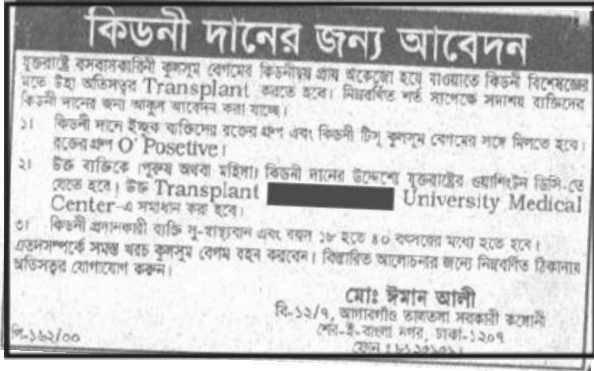 কিডনী দানের জন্য আবেদন
যুক্তরাষ্ট্রে বসবাসকারিনী কুলসুম বেগমের কিডনীদ্বয় প্রায় অকেজো হয়ে যাওয়াতে কিডনী বিশেষজ্ঞের
মতে উহা অতিসত্বর Transplant করতে হবে। নিম্নবর্ণিত শর্ত সাপেক্ষে সদাশয় ব্যক্তিদের
কিডনী দানের জন্য আকুল আবেদন করা যাচ্ছে।
১। কিডনী দানে ইচ্ছুক ব্যক্তিদের রক্তের গ্রুপ এবং কিডনী টিসু কুলসুম বেগমের সঙ্গে মিলতে হবে।
রক্তের গ্রুপ O' Posetive।
২। উক্ত ব্যক্তিকে (পুরুষ অথবা মহিলা) কিডনী দানের উদ্দেশ্যে যুক্তরাষ্ট্রের ওয়াশিংটন ডিসি-তে
যেতে হবে। উক্ত Transplant University Medical
Center-এ সমাধান করা হবে।
৩। কিডনী প্রদানকারী ব্যক্তি সু-স্বাস্থ্যবান এবং বয়স ১৮ হতে ৪০ বৎসরের মধ্যে হতে হবে।
এতদসম্পর্কে সমস্ত খরচ কুলসুম বেগম বহন করবেন। বিস্তারিত আলোচনার জন্যে নিম্নবর্ণিত ঠিকানায়
অতিসত্বর যোগাযোগ করুন।
মোঃ ঈমান আলী
বি-১২/৭, আগারগাঁও তালতলা সরকারী কলোনী
শের-ই-বাংলা নগর, ঢাকা-১২০৭
ফোন :
পি-১৬২/০০